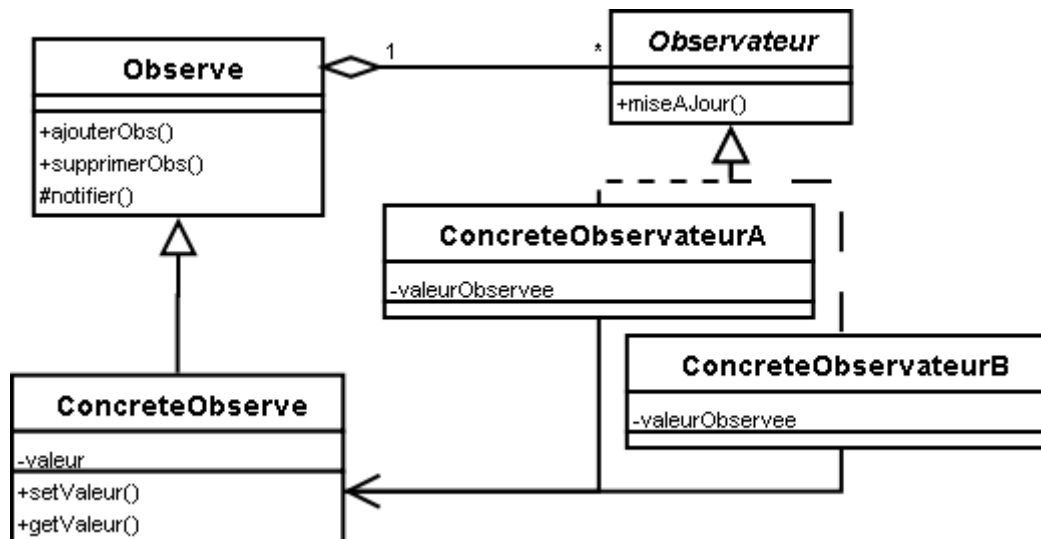 Observe
+ajouterObs()
+supprimerObs()
#notifier()
1
*
Observateur
+miseAJour()
ConcreteObservateurA
-valeurObservee
ConcreteObservateurB
-valeurObservee
ConcreteObserve
-valeur
+setValeur()
+getValeur()